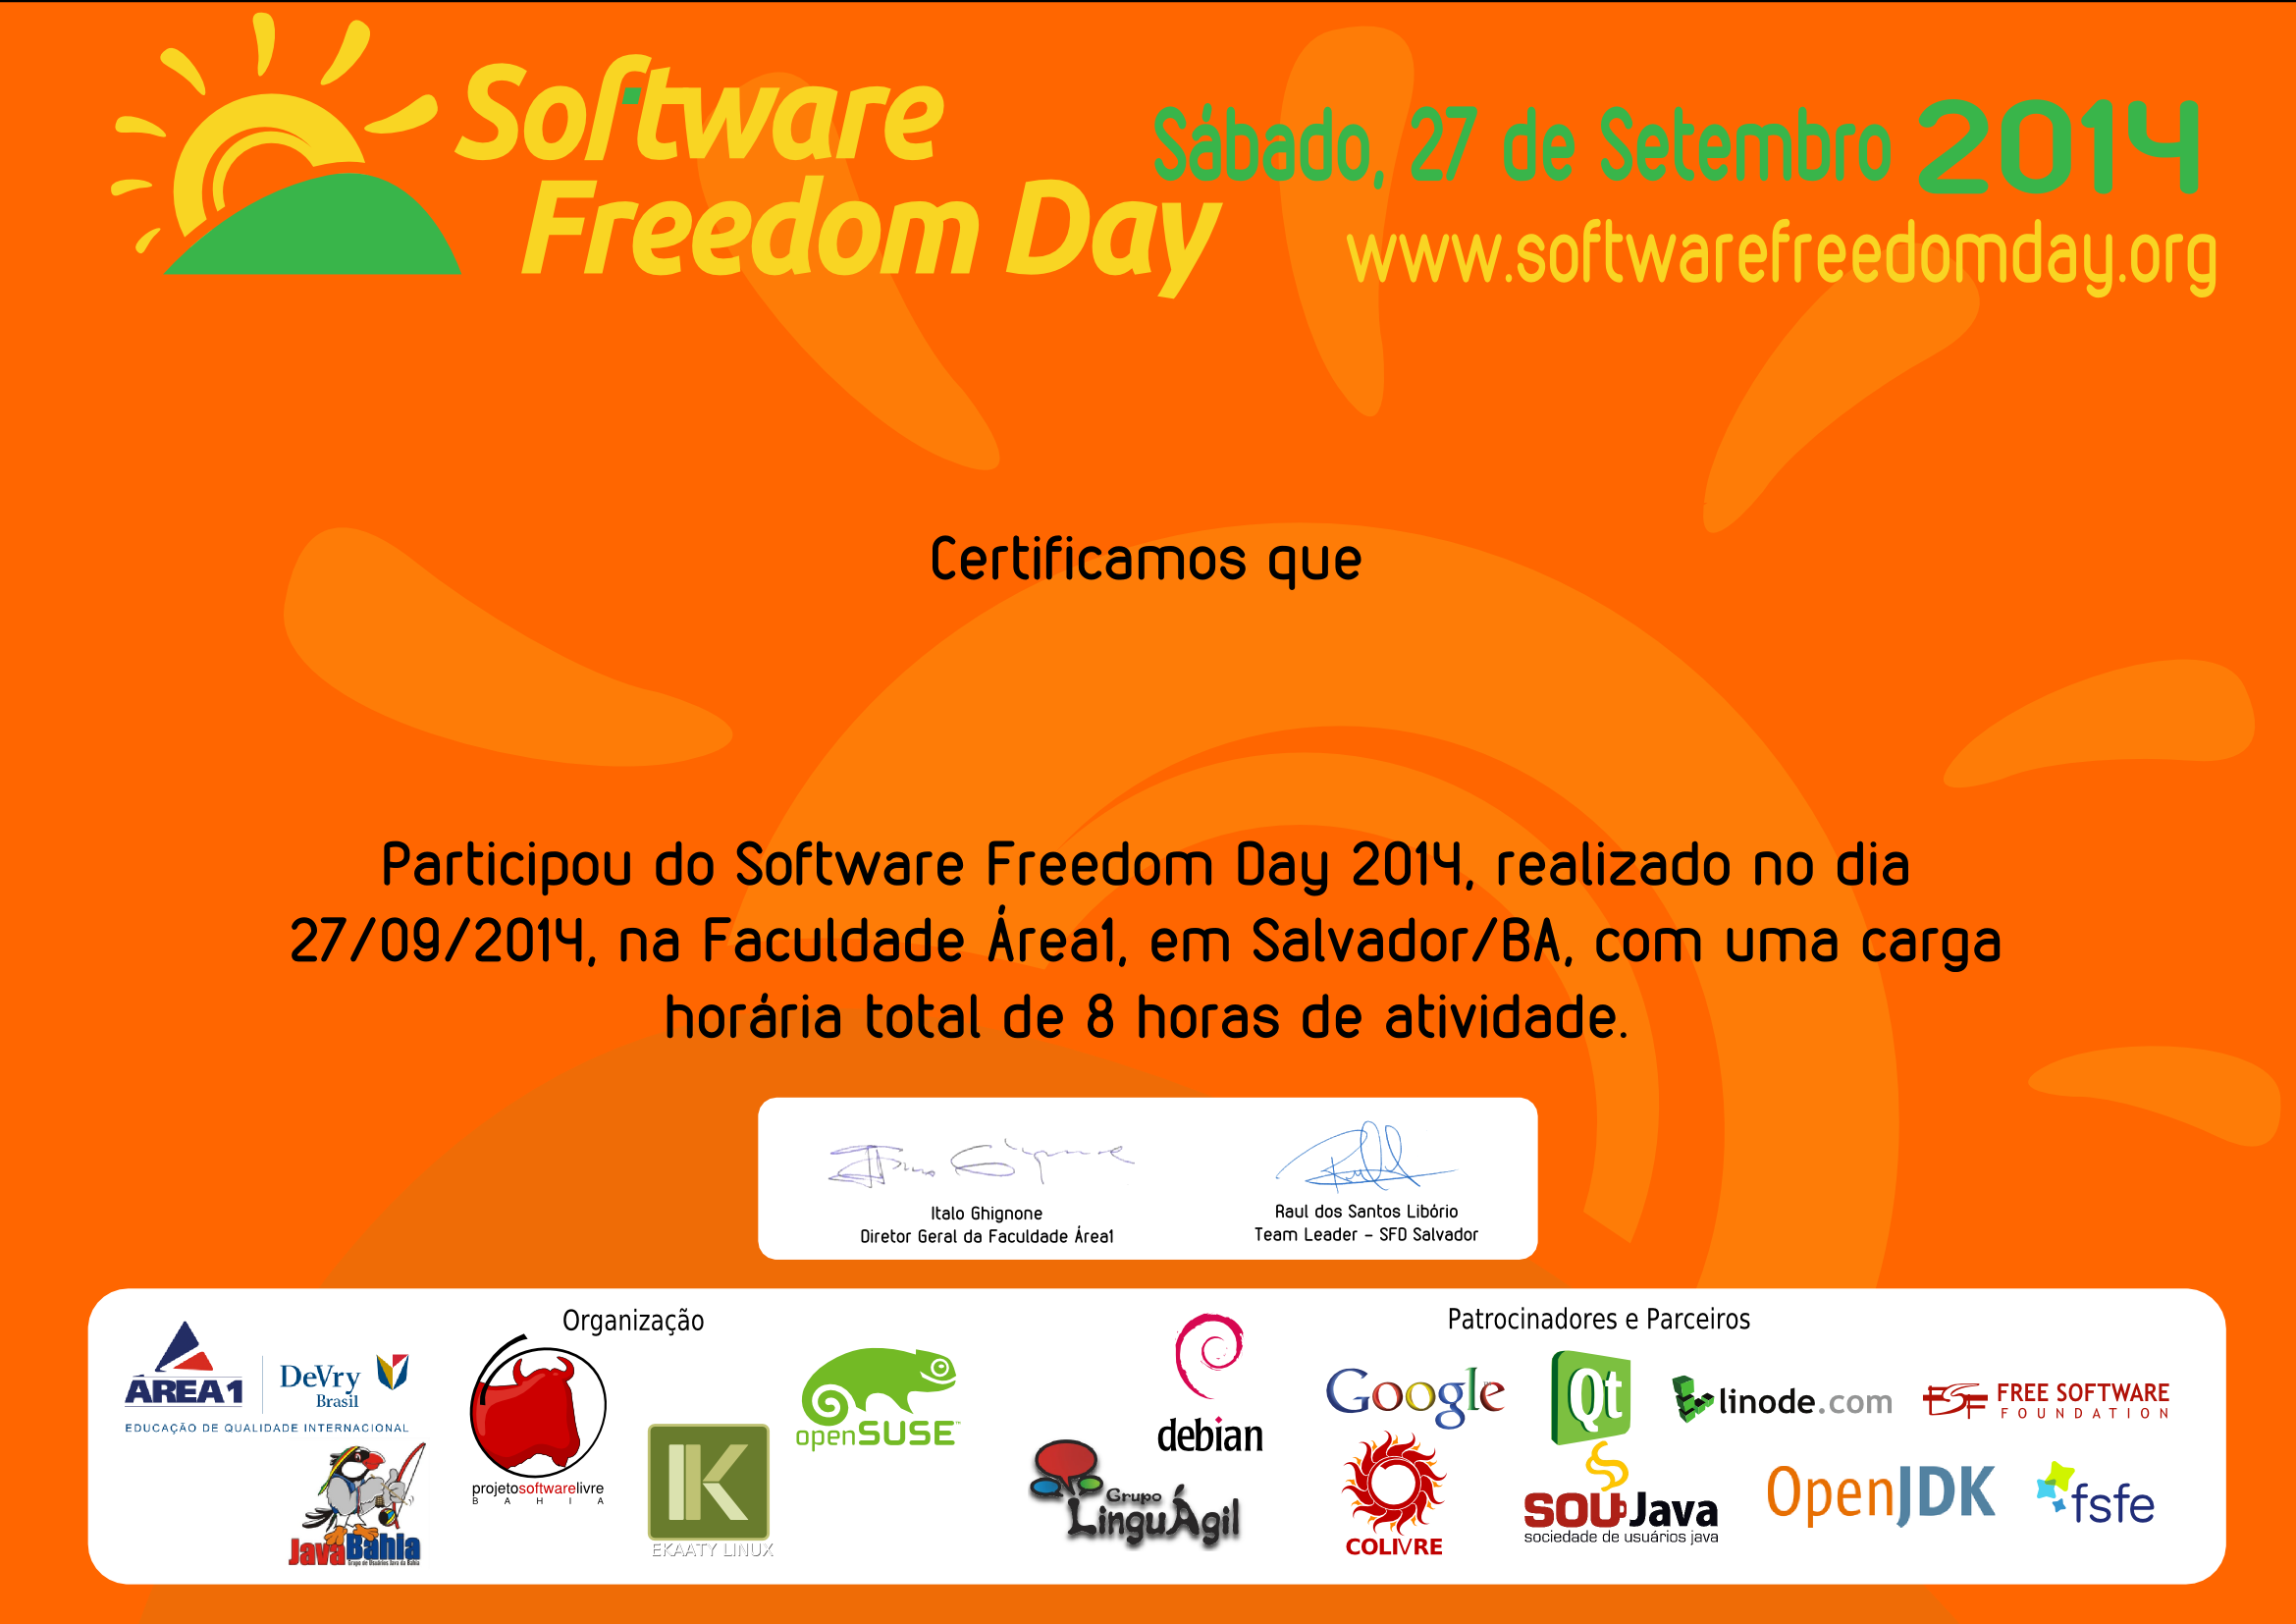 Software
Freedom Day
Sábado, 27 de Setembro 2014
www.softwarefreedomday.org
Certificamos que
Participou do Software Freedom Day 2014, realizado no dia
27/09/2014, na Faculdade Área1, em Salvador/BA, com uma carga
horária total de 8 horas de atividade.
Italo Ghignone
Diretor Geral da Faculdade Área1
Raul dos Santos Libório
Team Leader - SFD Salvador
Organização
ÁREA1
DeVry
Brasil
EDUCAÇÃO DE QUALIDADE INTERNACIONAL
projetosoftwarelivre
BAHIA
openSUSE
JavaBahia
Grupo de Usuários Java da Bahia
EKAATY LINUX
debian
Grupo
LinguÁgil
Patrocinadores e Parceiros
Google
Qt
linode.com
FSF FREE SOFTWARE
FOUNDATION
COLIVRE
SOUJava
sociedade de usuários java
OpenJDK
fsfe